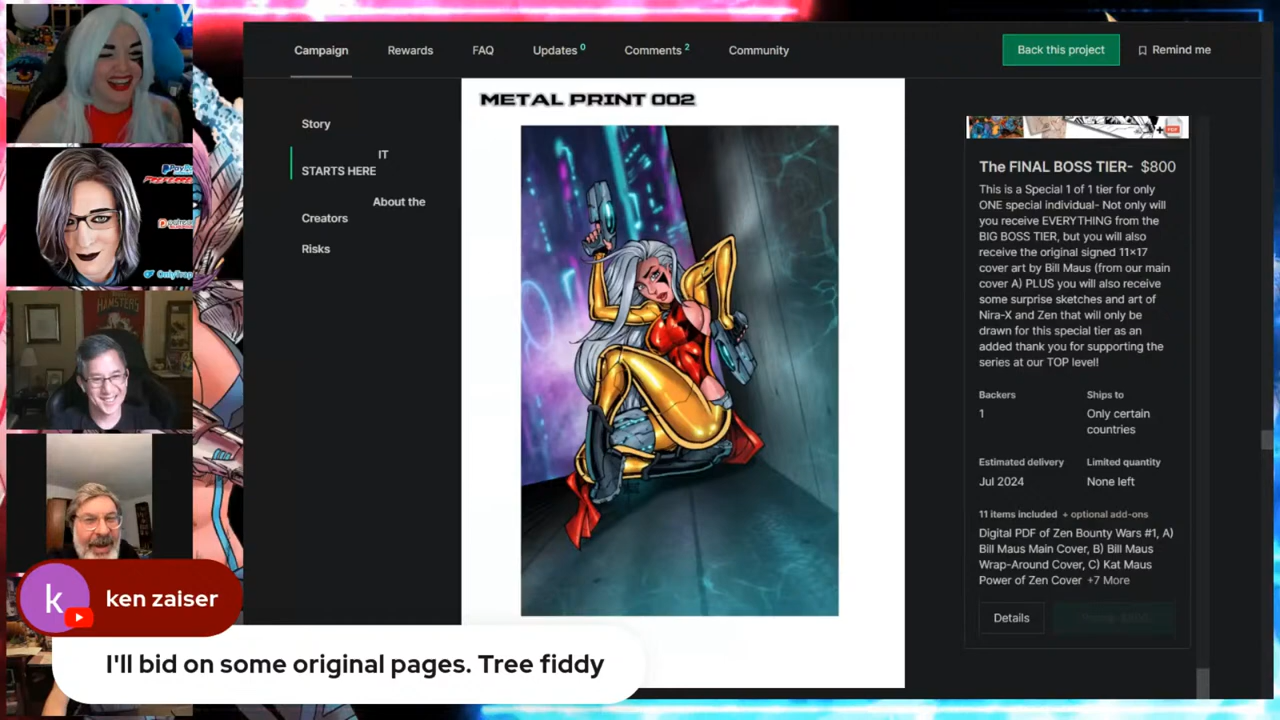 Campaign
Rewards
FAQ
Updates 0
Comments 2
Community
Back this project
Remind me
Story
IT
STARTS HERE
About the
Creators
Risks
METAL PRINT 002
HAMSTERS
OnlyTrap
The FINAL BOSS TIER- $800
This is a Special 1 of 1 tier for only
ONE special individual- Not only will
you receive EVERYTHING from the
BIG BOSS TIER, but you will also
receive the original signed 11×17
cover art by Bill Maus (from our main
cover A) PLUS you will also receive
some surprise sketches and art of
Nira-X and Zen that will only be
drawn for this special tier as an
added thank you for supporting the
series at our TOP level!
Backers
1
Ships to
Only certain
countries
Estimated delivery
Jul 2024
Limited quantity
None left
11 items included + optional add-ons
Digital PDF of Zen Bounty Wars #1, A)
Bill Maus Main Cover, B) Bill Maus
Wrap-Around Cover, C) Kat Maus
Power of Zen Cover +7 More
Details
k
ken zaiser
I'll bid on some original pages. Tree fiddy